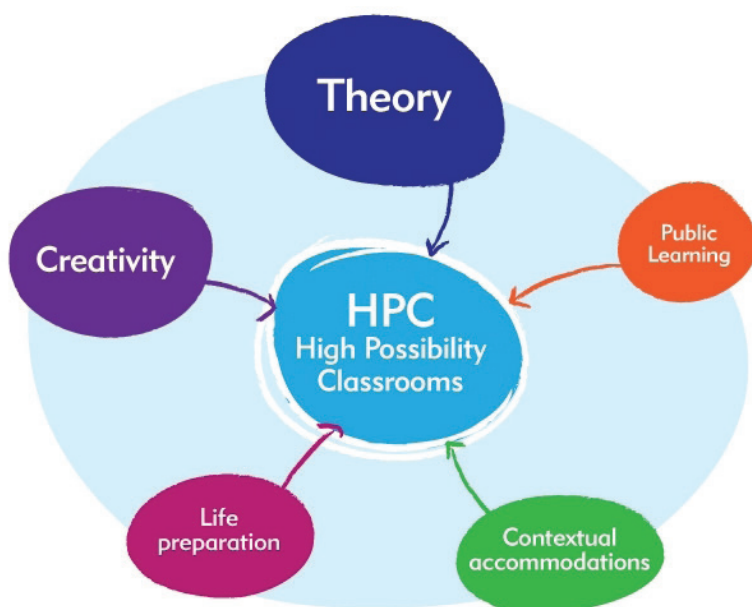 Theory
Creativity
Public
Learning
HPC
High Possibility
Classrooms
Life
preparation
Contextual
accommodations